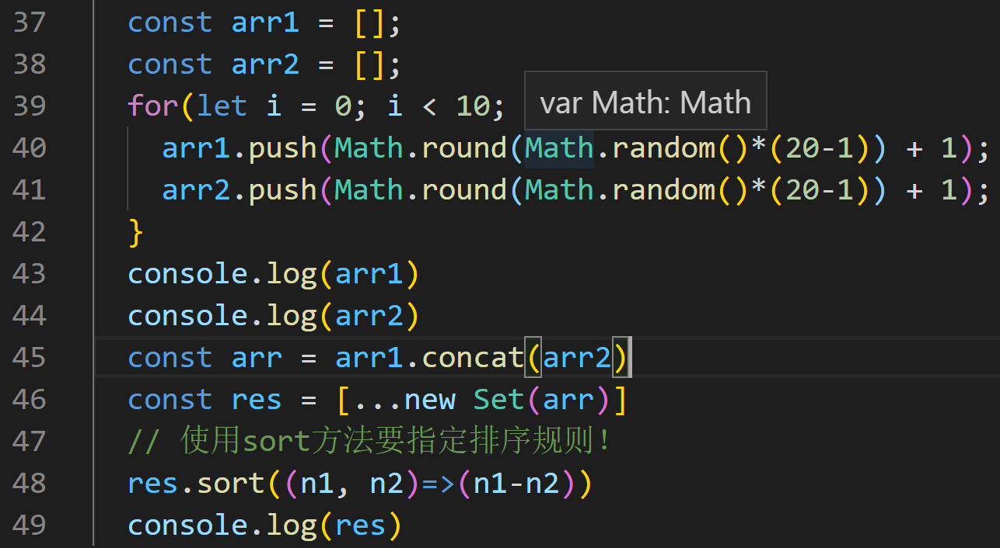 37 const arr1 = [];
38 const arr2 = [];
39 for(let i = 0; i < 10; var Math: Math
40 arr1.push(Math.round(Math.random()*(20-1)) + 1);
41 arr2.push(Math.round(Math.random()*(20-1)) + 1);
42 }
43 console.log(arr1)
44 console.log(arr2)
45 const arr = arr1.concat(arr2)
46 const res = [...new Set(arr)]
47 // 使用sort方法要指定排序规则!
48 res.sort((n1, n2)=>(n1-n2))
49 console.log(res)